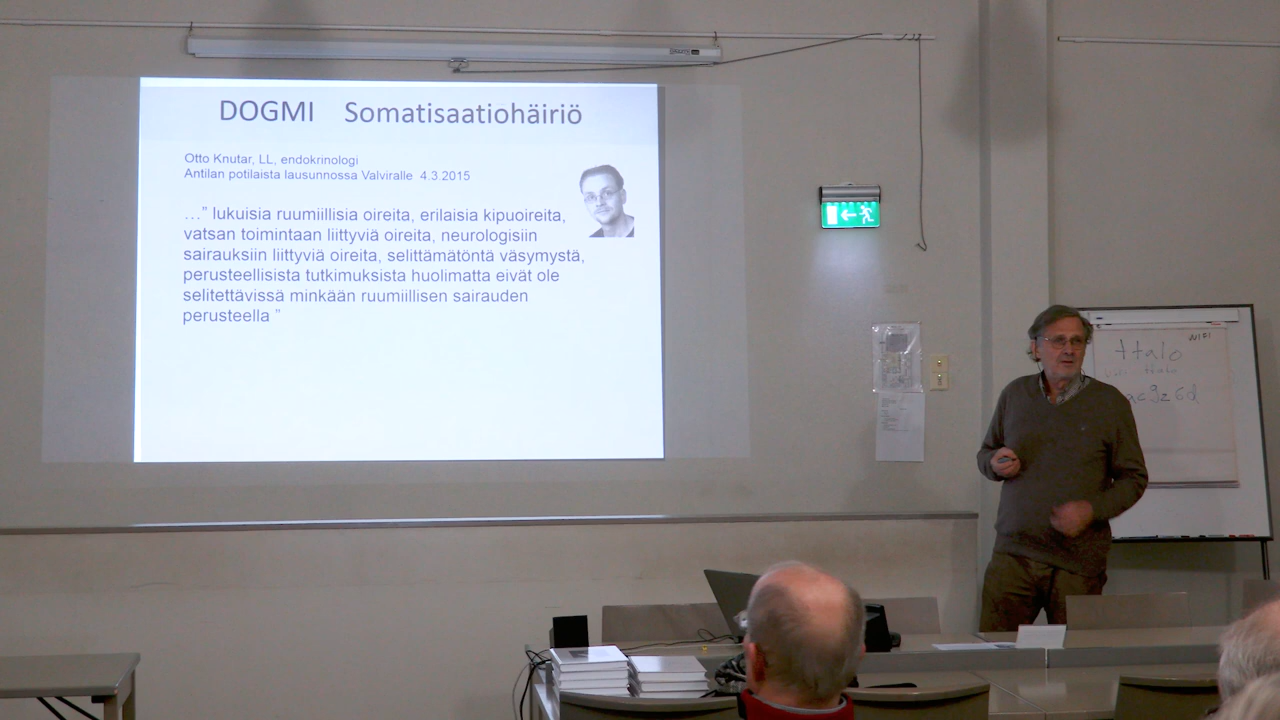 DOGMI Somatisaatiohäiriö
Otto Knutar, LL, endokrinologi
Antilan potilaista lausunnossa Valviralle 4.3.2015
…” lukuisia ruumiillisia oireita, erilaisia kipuoireita,
vatsan toimintaan liittyviä oireita, neurologisiin
sairauksiin liittyviä oireita, selittämätöntä väsymystä,
perusteellisista tutkimuksista huolimatta eivät ole
selitettävissä minkään ruumiillisen sairauden
perusteella ”
WIFI
ttalo